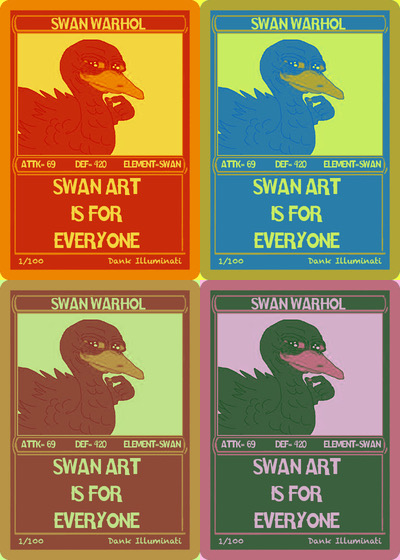 SWAN WARHOL
ATTK- 69 DEF- 420 ELEMENT-SWAN
SWAN ART
IS FOR
EVERYONE
1/100 Dank Illuminati
SWAN WARHOL
ATTK- 69 DEF- 420 ELEMENT-SWAN
SWAN ART
IS FOR
EVERYONE
1/100 Dank Illuminati
SWAN WARHOL
ATTK- 69 DEF- 420 ELEMENT-SWAN
SWAN ART
IS FOR
EVERYONE
1/100 Dank Illuminati
SWAN WARHOL
ATTK- 69 DEF- 420 ELEMENT-SWAN
SWAN ART
IS FOR
EVERYONE
1/100 Dank Illuminati